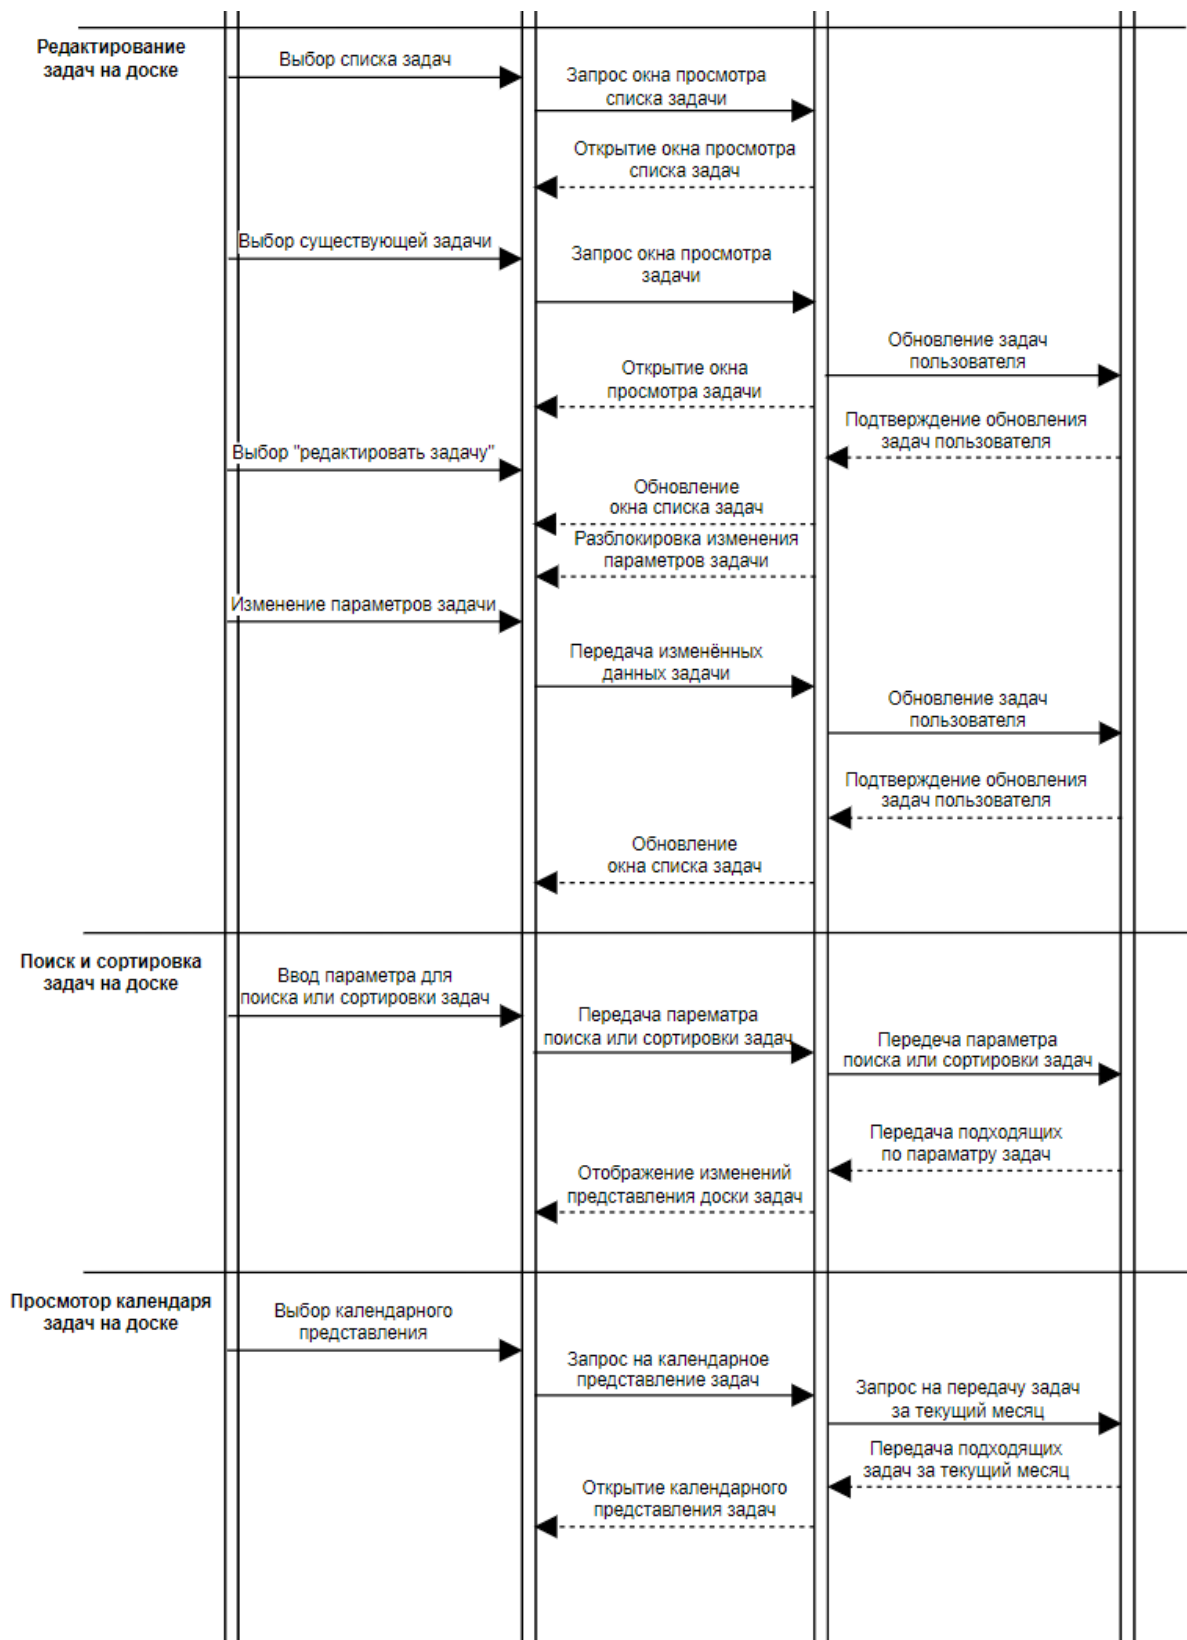 Редактирование
задач на доске
Выбор списка задач
Запрос окна просмотра
списка задачи
Открытие окна просмотра
списка задач
Выбор существующей задачи
Запрос окна просмотра
задачи
Обновление задач
пользователя
Открытие окна
просмотра задачи
Подтверждение обновления
задач пользователя
Выбор "редактировать задачу"
Обновление
окна списка задач
Разблокировка изменения
параметров задачи
Изменение параметров задачи
Передача изменённых
данных задачи
Обновление задач
пользователя
Подтверждение обновления
задач пользователя
Обновление
окна списка задач
Поиск и сортировка
задач на доске
Ввод параметра для
поиска или сортировки задач
Передача парематра
поиска или сортировки задач
Передеча параметра
поиска или сортировки задач
Передача подходящих
по параматру задач
Отображение изменений
представления доски задач
Просмотор календаря
задач на доске
Выбор календарного
представления
Запрос на календарное
представление задач
Запрос на передачу задач
за текущий месяц
Передача подходящих
задач за текущий месяц
Открытие календарного
представления задач